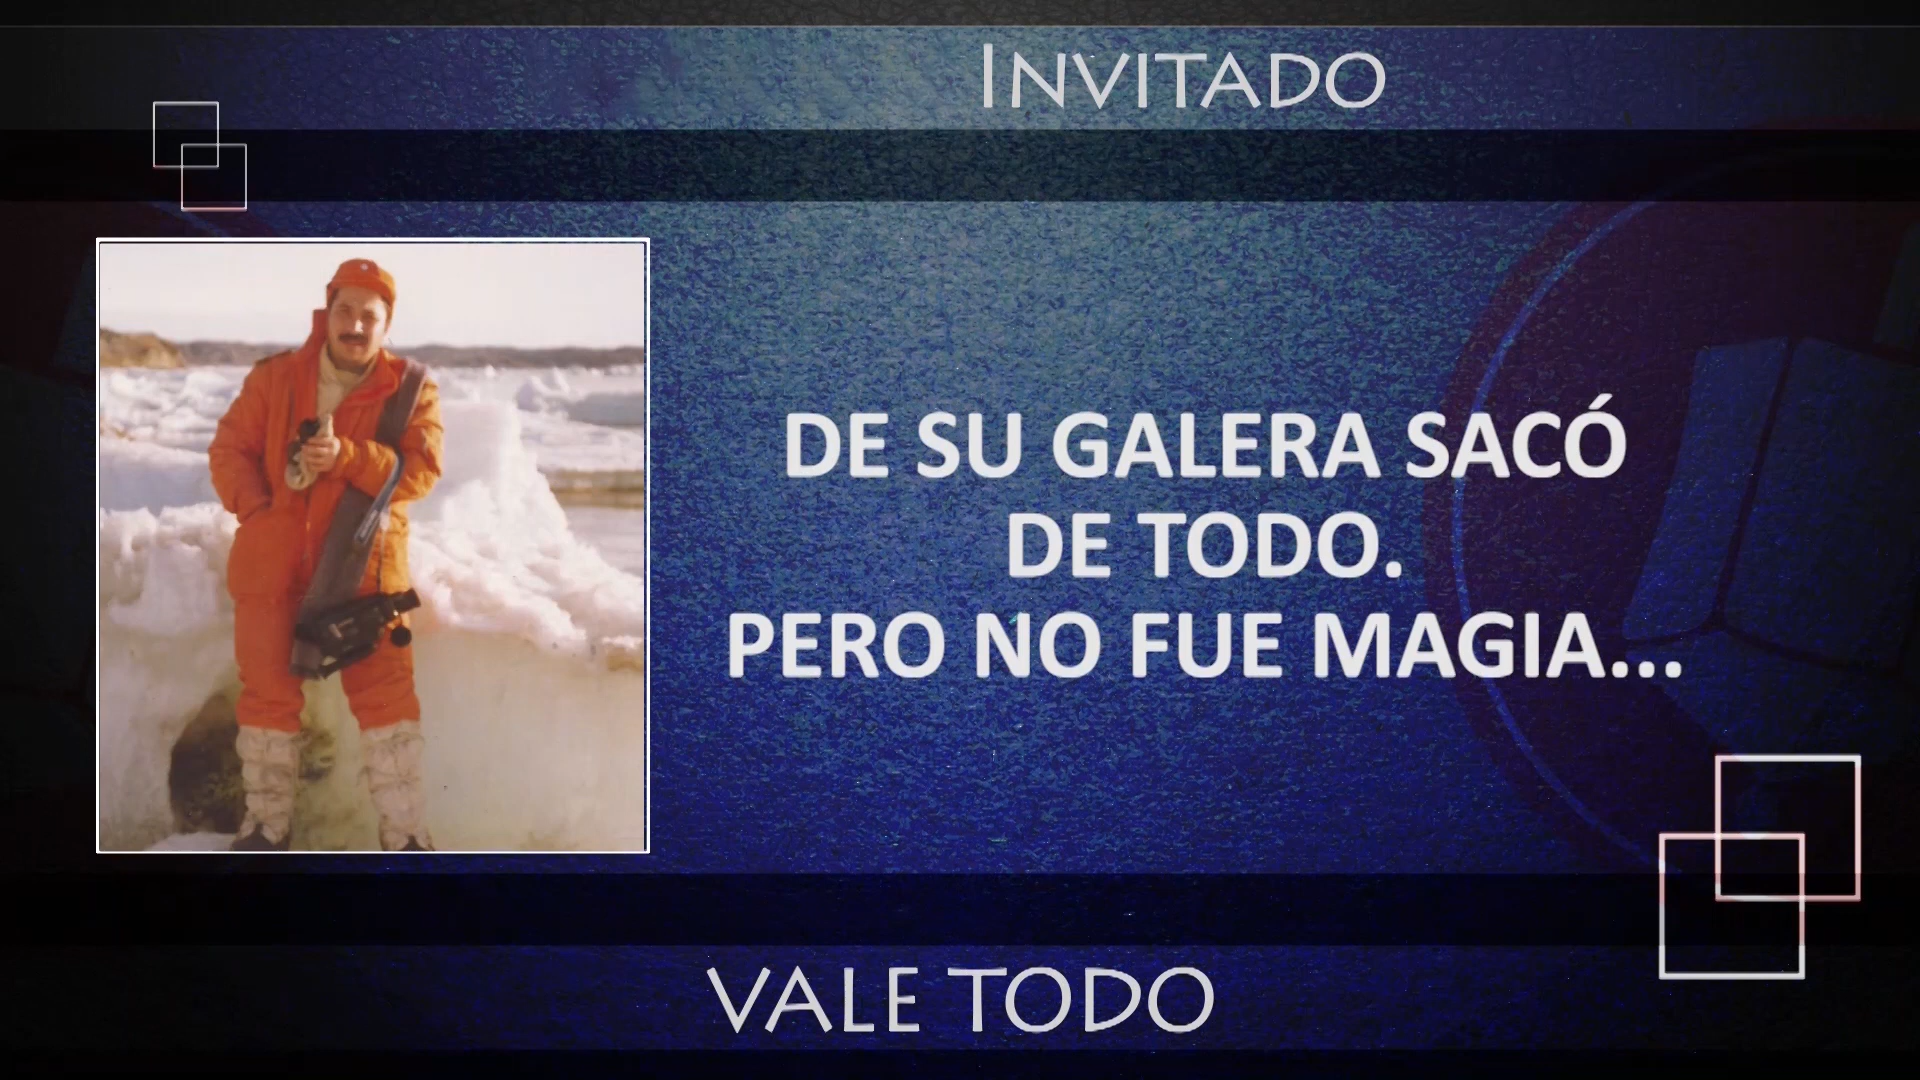 INVITADO
DE SU GALERA SACÓ
DE TODO.
PERO NO FUE MAGIA...
VALE TODO